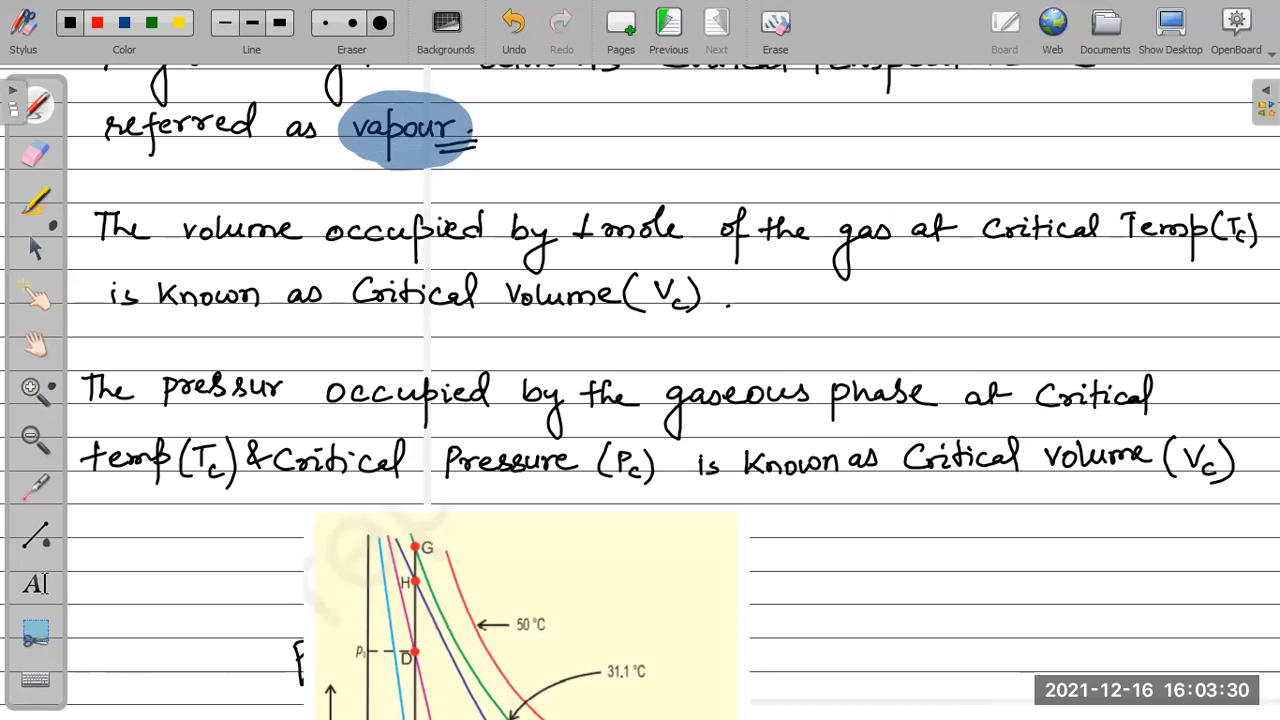 Stylus
Color
Line
Eraser
Backgrounds
Undo
Redo
Pages
Previous
Next
Erase
Board
Web
Documents
Show Desktop
OpenBoard
referred as vapour.
The volume occupied by 1 mole of the gas at Critical Temp(Tc)
is Known as Critical Volume(Vc).
The pressur occupied by the gaseous phase at Critical
temp(Tc) & Critical Pressure (Pc) is Known as Critical volume (Vc)
G
H
50 °C
D
31.1 °C
2021-12-16 16:03:30